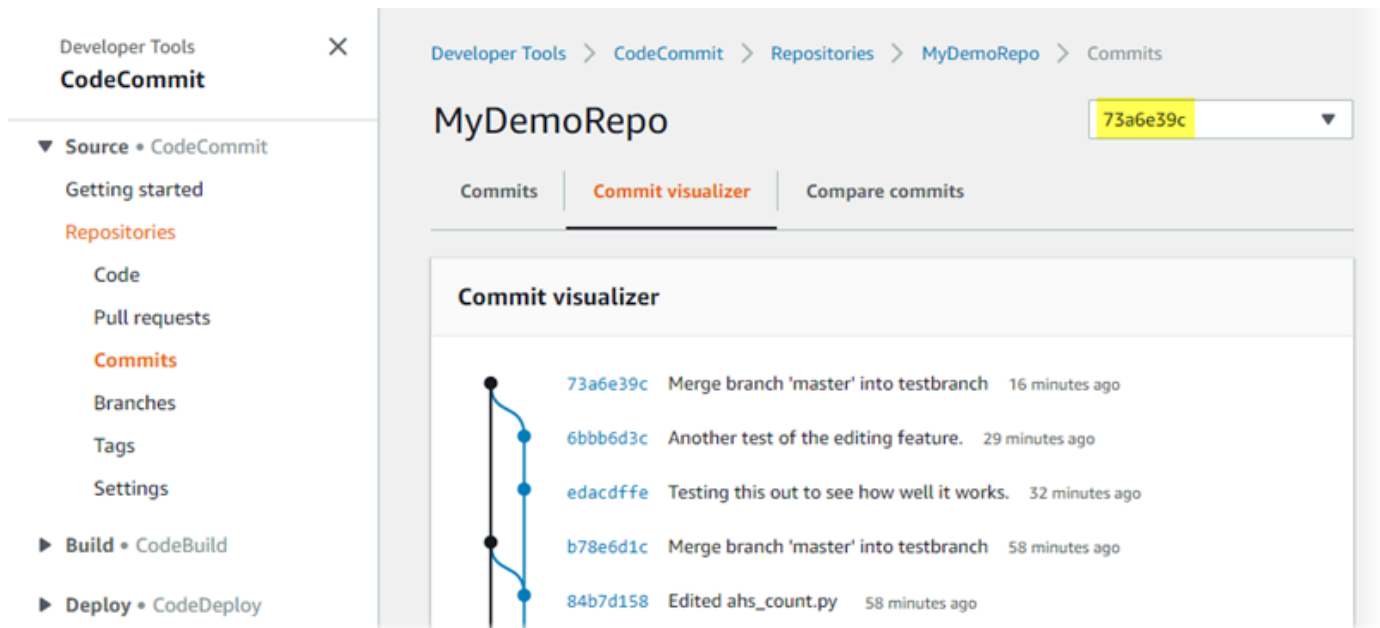 Developer Tools
CodeCommit
Source • CodeCommit
Getting started
Repositories
Code
Pull requests
Commits
Branches
Tags
Settings
Build • CodeBuild
Deploy • CodeDeploy
Developer Tools > CodeCommit > Repositories > MyDemoRepo > Commits
MyDemoRepo
73a6e39c
Commits Commit visualizer Compare commits
Commit visualizer
73a6e39c Merge branch 'master' into testbranch 16 minutes ago
6bbb6d3c Another test of the editing feature. 29 minutes ago
edacdffe Testing this out to see how well it works. 32 minutes ago
b78e6d1c Merge branch 'master' into testbranch 58 minutes ago
84b7d158 Edited ahs_count.py 58 minutes ago